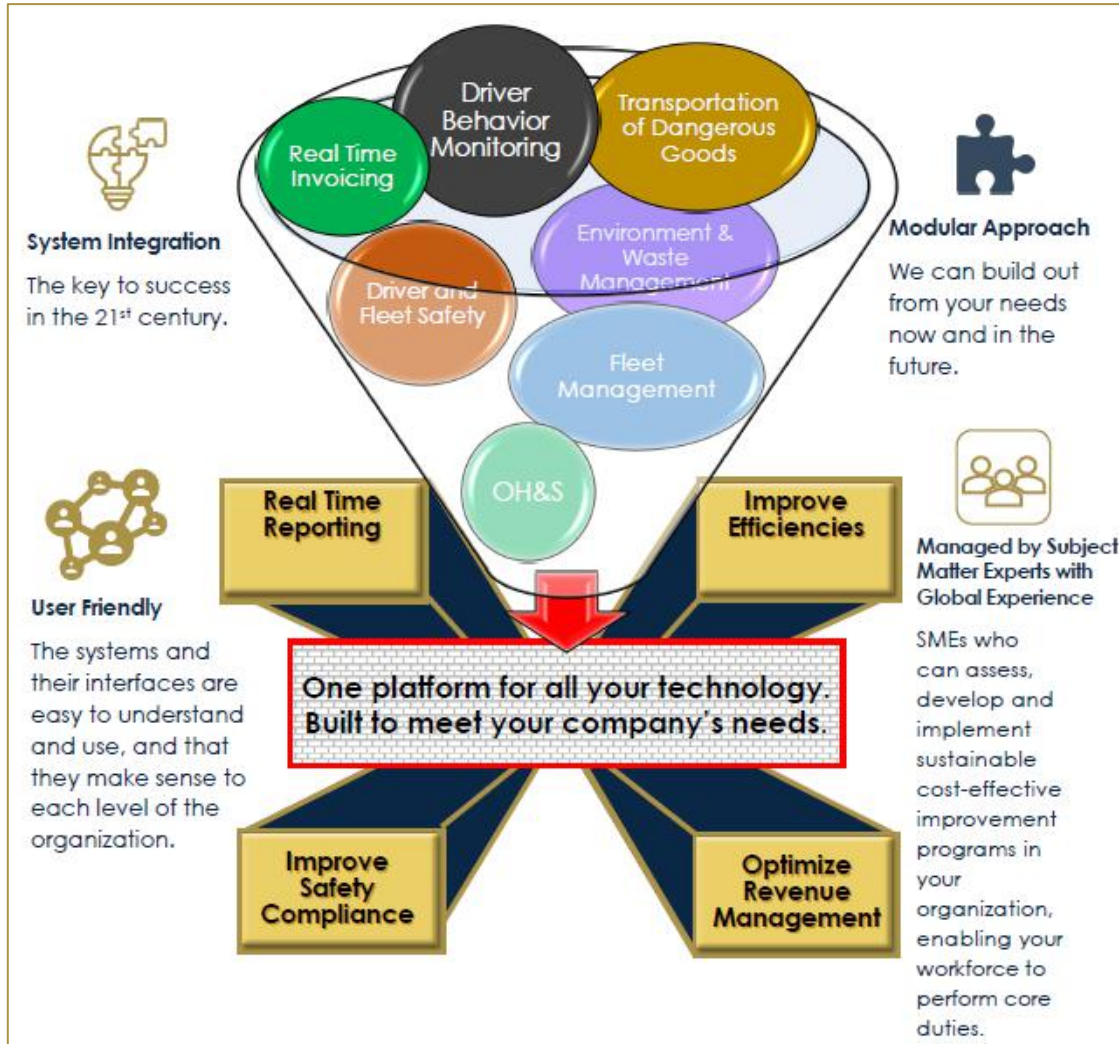 Driver
Behavior
Monitoring
Transportation
of Dangerous
Goods
Real Time
Invoicing
Environment &
Waste
Management
Driver and
Fleet Safety
Fleet
Management
OH&S
System Integration
The key to success
in the 21st century.
Modular Approach
We can build out
from your needs
now and in the
future.
Real Time
Reporting
Improve
Efficiencies
User Friendly
The systems and
their interfaces are
easy to understand
and use, and that
they make sense to
each level of the
organization.
Managed by Subject
Matter Experts with
Global Experience
SMEs who
can assess,
develop and
implement
sustainable
cost-effective
improvement
programs in
your
organization,
enabling your
workforce to
perform core
duties.
One platform for all your technology.
Built to meet your company's needs.
Improve
Safety
Compliance
Optimize
Revenue
Management